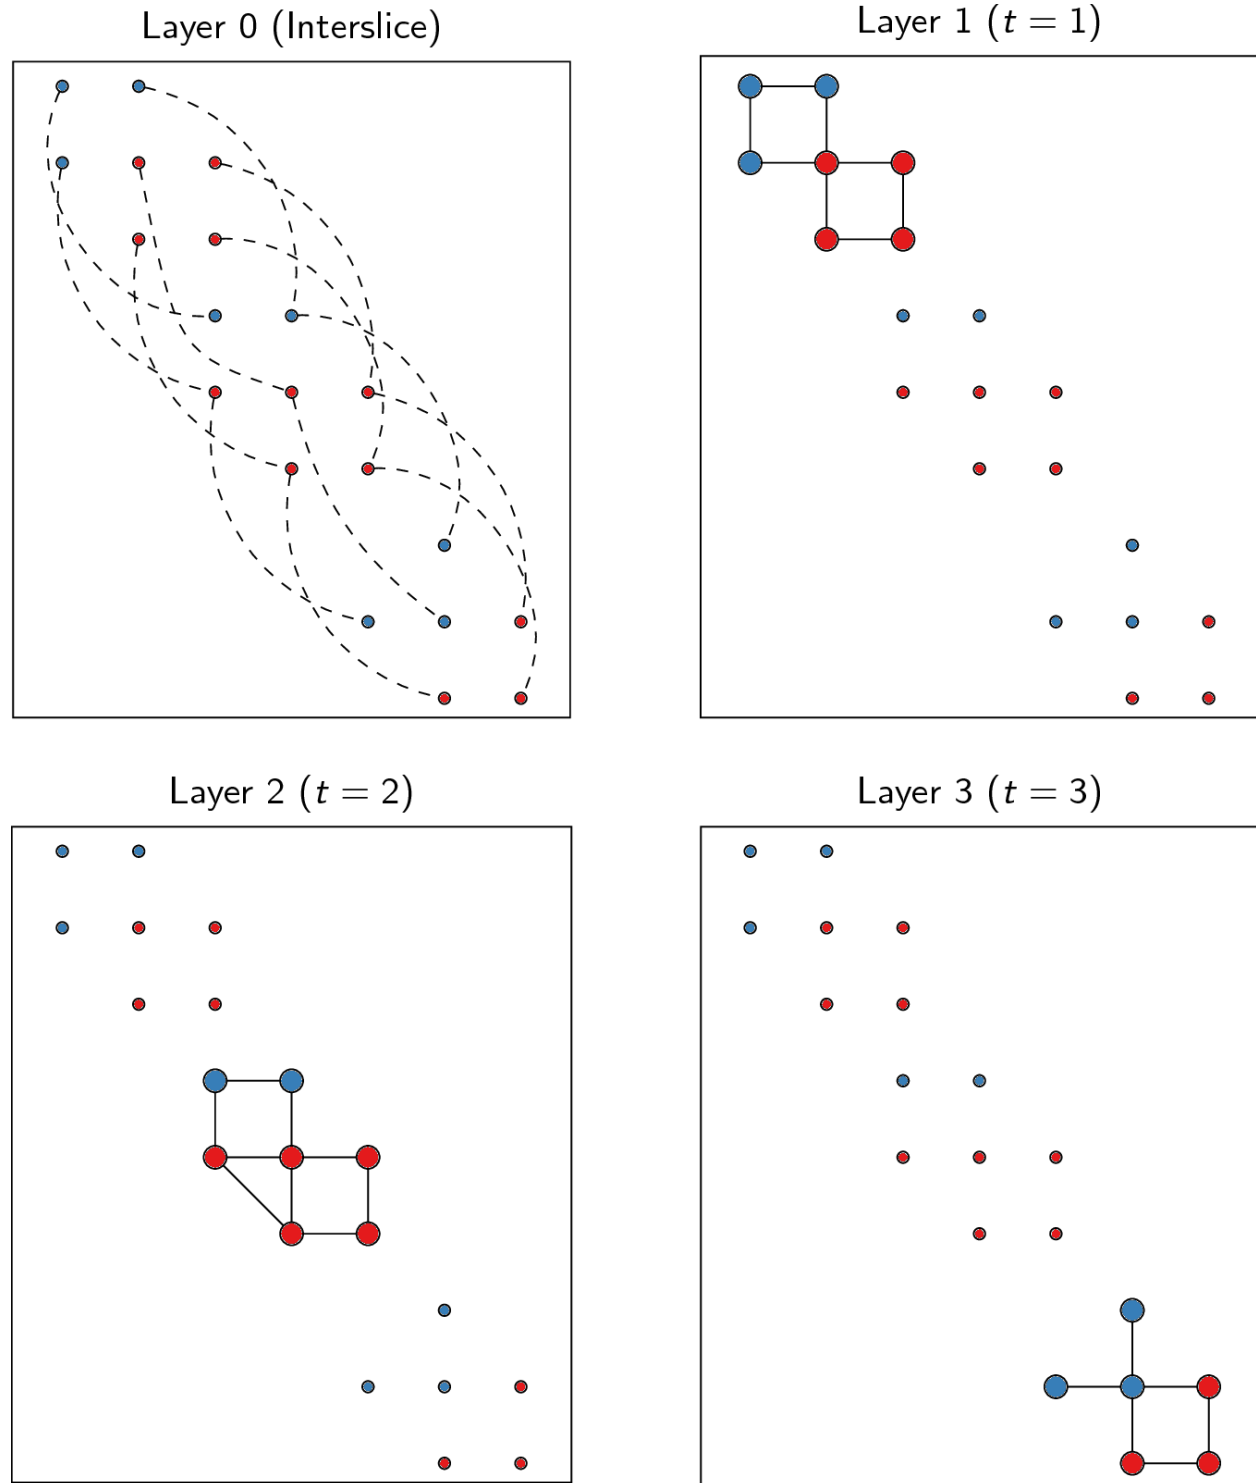 Layer 0 (Interslice)
Layer 1 (t = 1)
Layer 2 (t = 2)
Layer 3 (t = 3)